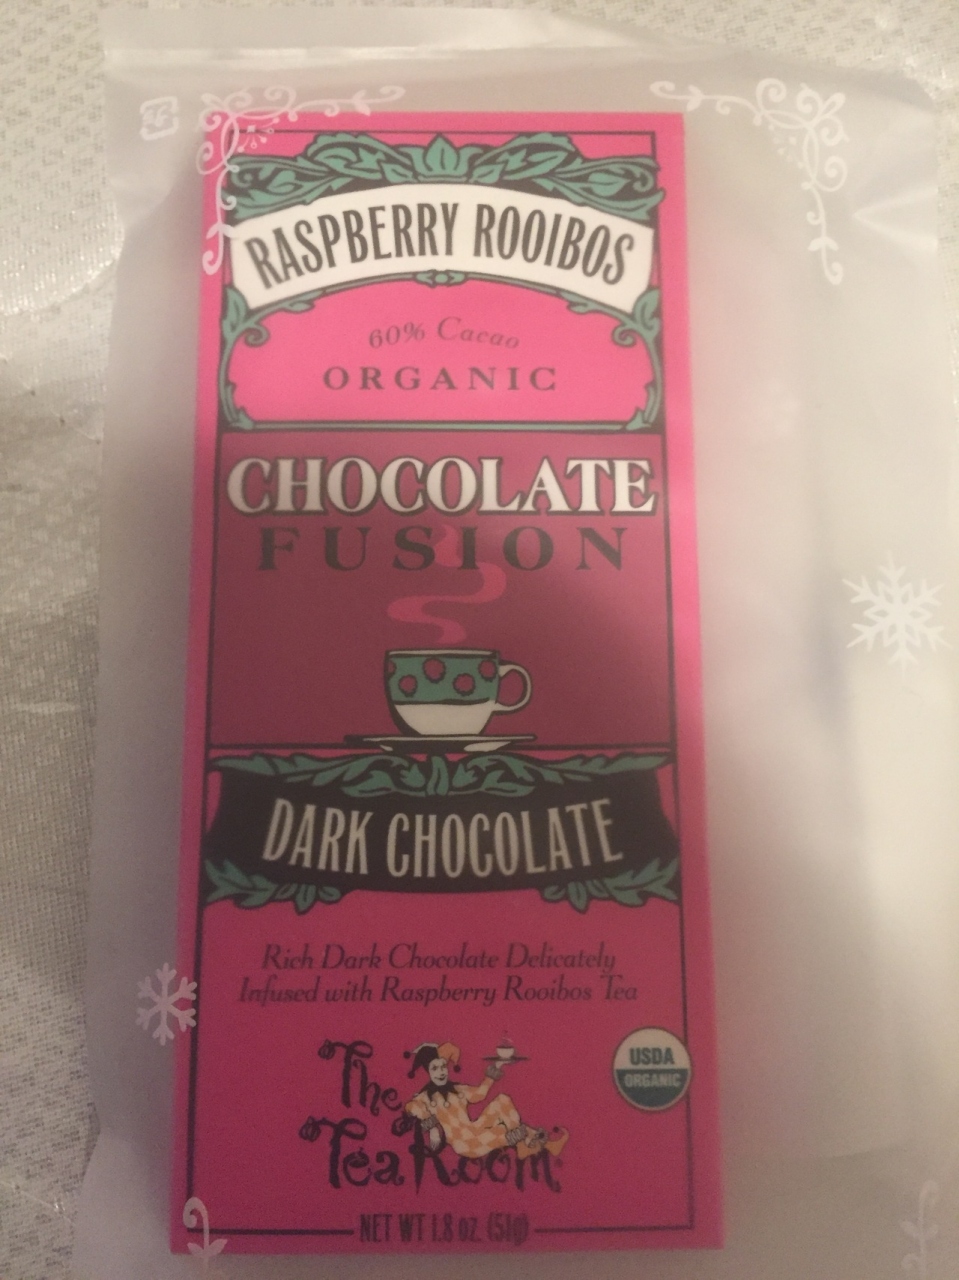 RASPBERRY ROOIBOS
60% Cacao
ORGANIC
CHOCOLATE
FUSION
DARK CHOCOLATE
Rich Dark Chocolate Delicately
Infused with Raspberry Rooibos Tea
The
Tea Room
USDA
ORGANIC
NET WT 1.8 oz. (51g)